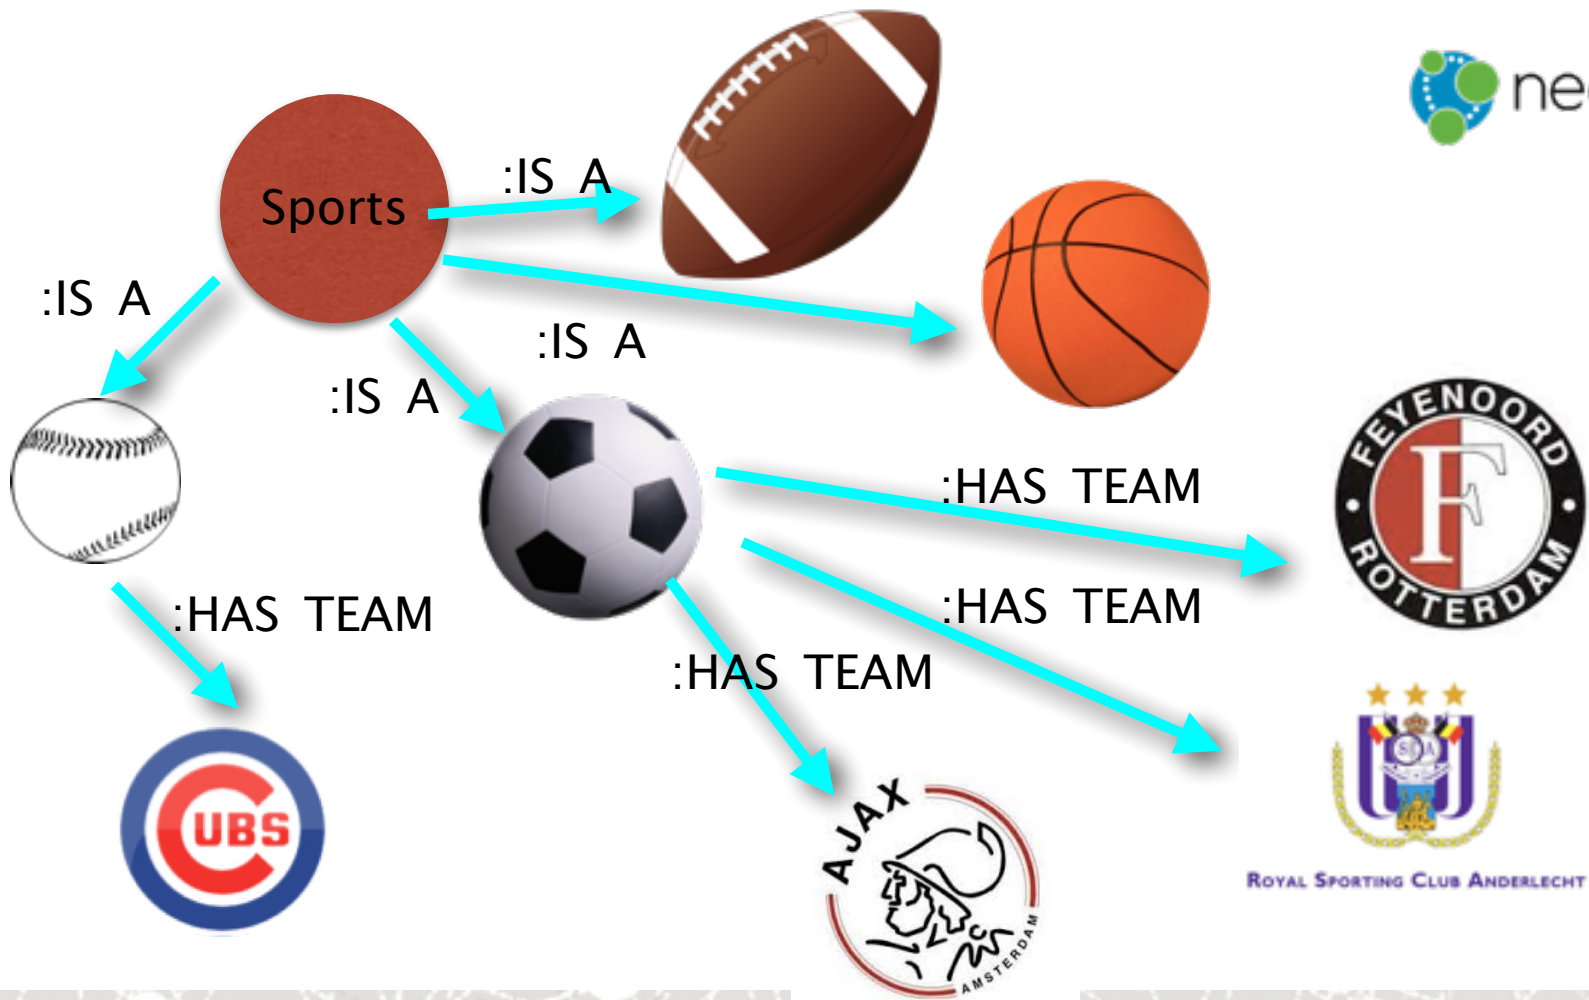 neo
:IS A
Sports
:IS A
:IS A
:IS A
FEYENOORD
F
ROTTERDAM
:HAS TEAM
:HAS TEAM
:HAS TEAM
:HAS TEAM
CUBS
AJAX
AMSTERDAM
ROYAL SPORTING CLUB ANDERLECHT